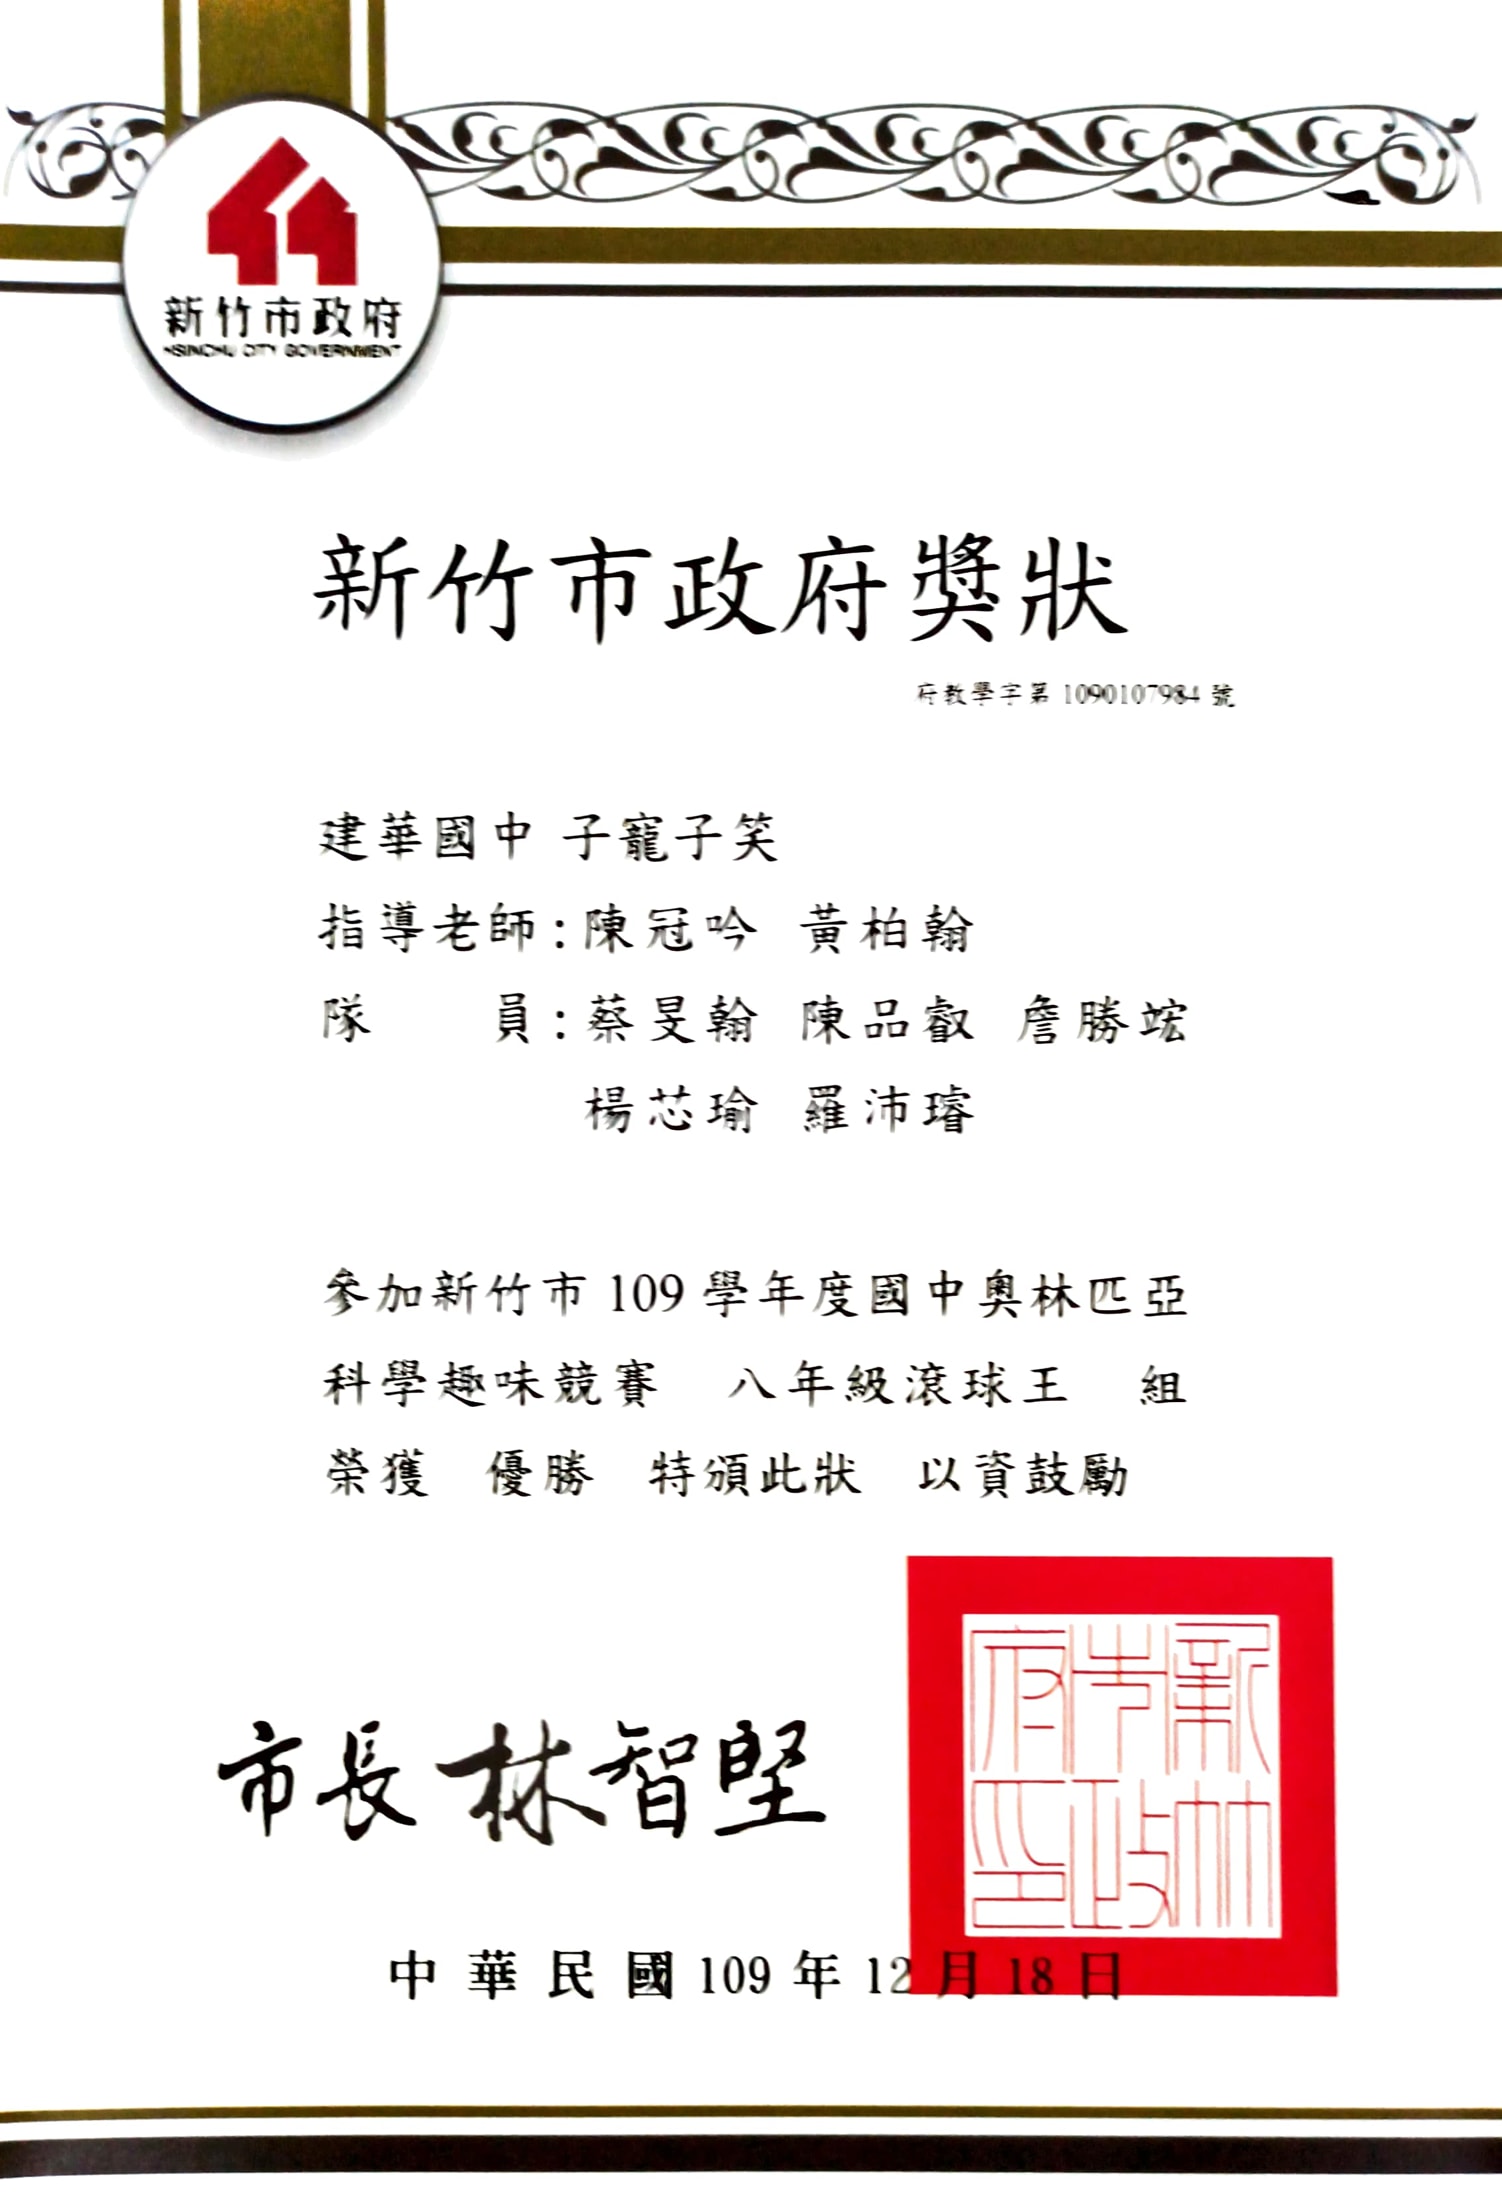 新竹市政府
HSINCHU CITY GOVERNMENT
新竹市政府獎狀
府教學字第 1090107984 號
建華國中 子寵子笑
指導老師:陳冠吟 黃柏翰
隊 員:蔡旻翰 陳品叡 詹勝竤
楊芯瑜 羅沛璿
參加新竹市 109 學年度國中奧林匹亞
科學趣味競賽 八年級滾球王 組
榮獲 優勝 特頒此狀 以資鼓勵
新竹市政府印
市長 林智堅
中華民國 109 年 12 月 18 日